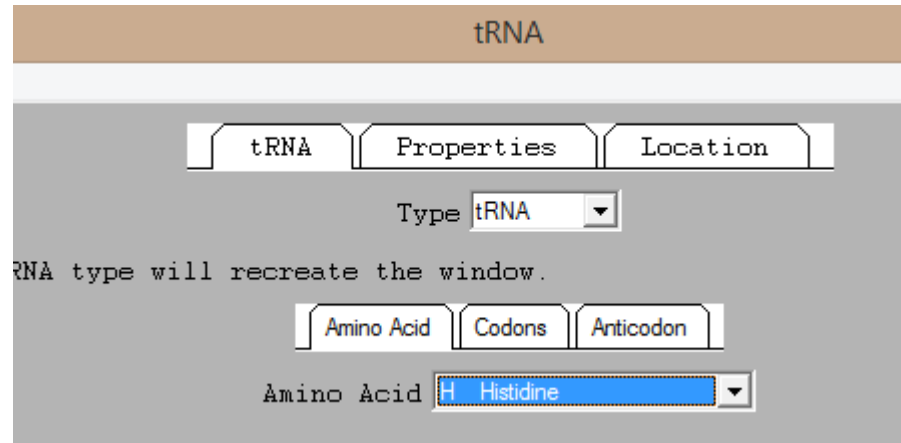 tRNA
tRNA Properties Location
Type tRNA
RNA type will recreate the window.
Amino Acid Codons Anticodon
Amino Acid H Histidine